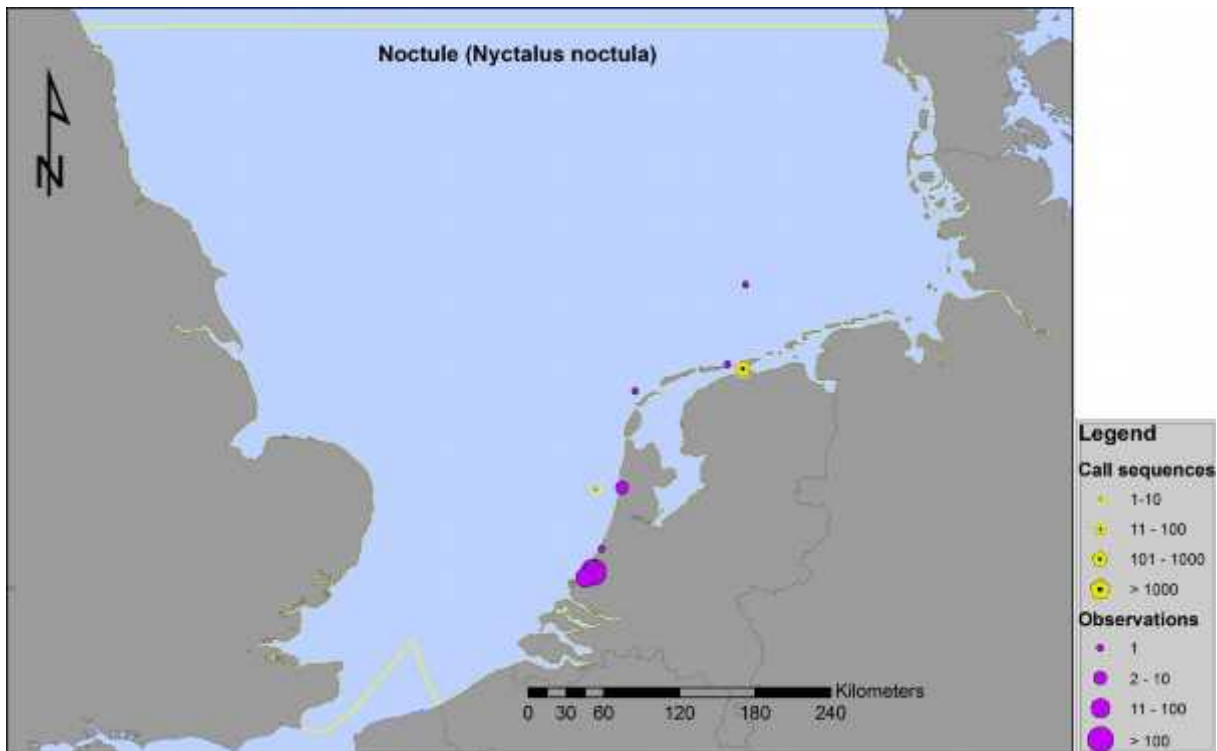 Noctule (Nyctalus noctula)
N
Kilometers
0 30 60 120 180 240
Legend
Call sequences
1-10
11 - 100
101 - 1000
> 1000
Observations
1
2 - 10
11 - 100
> 100